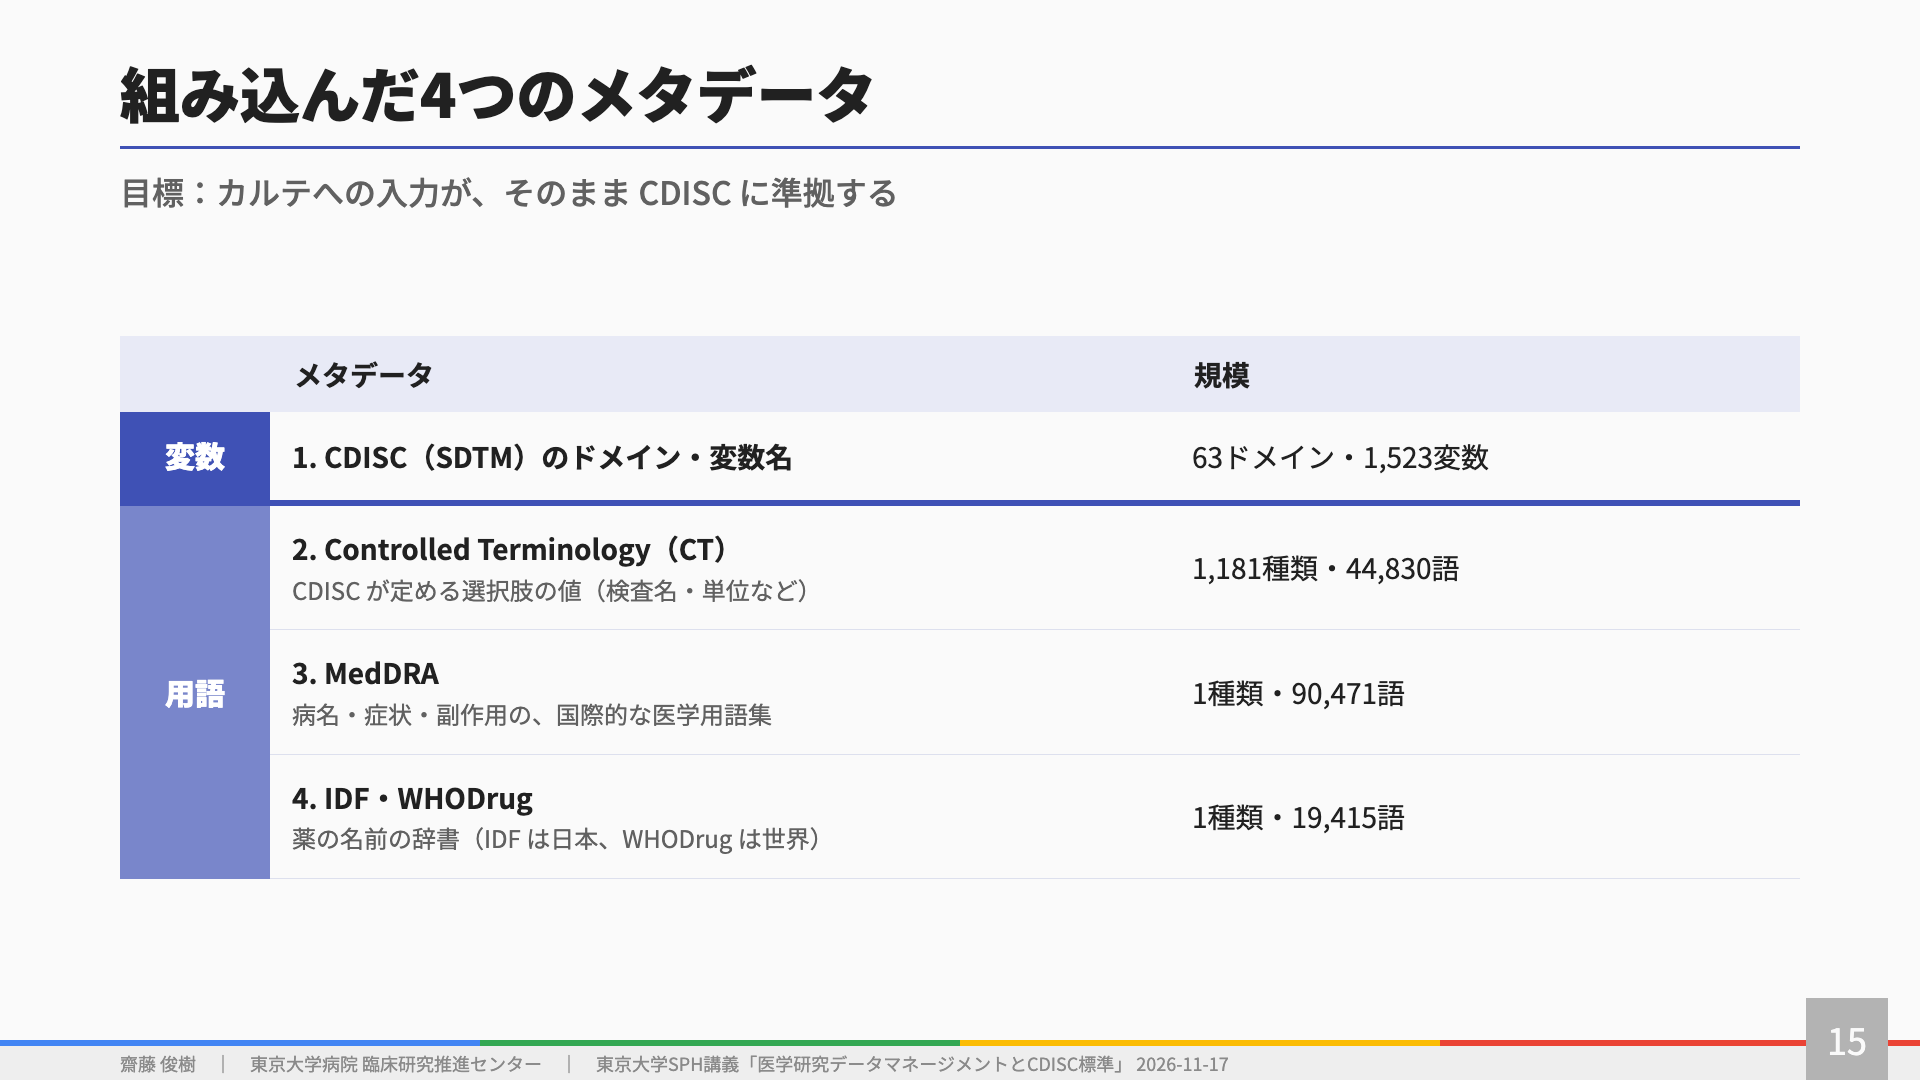 組み込んだ4つのメタデータ
目標：カルテへの入力が、そのまま CDISC に準拠する
メタデータ 規模
変数 1. CDISC（SDTM）のドメイン・変数名 63ドメイン・1,523変数
用語
2. Controlled Terminology（CT）
CDISC が定める選択肢の値（検査名・単位など）
1,181種類・44,830語
3. MedDRA
病名・症状・副作用の、国際的な医学用語集
1種類・90,471語
4. IDF・WHODrug
薬の名前の辞書（IDF は日本、WHODrug は世界）
1種類・19,415語
齋藤 俊樹 ｜ 東京大学病院 臨床研究推進センター ｜ 東京大学SPH講義「医学研究データマネージメントとCDISC標準」 2026-11-17
15